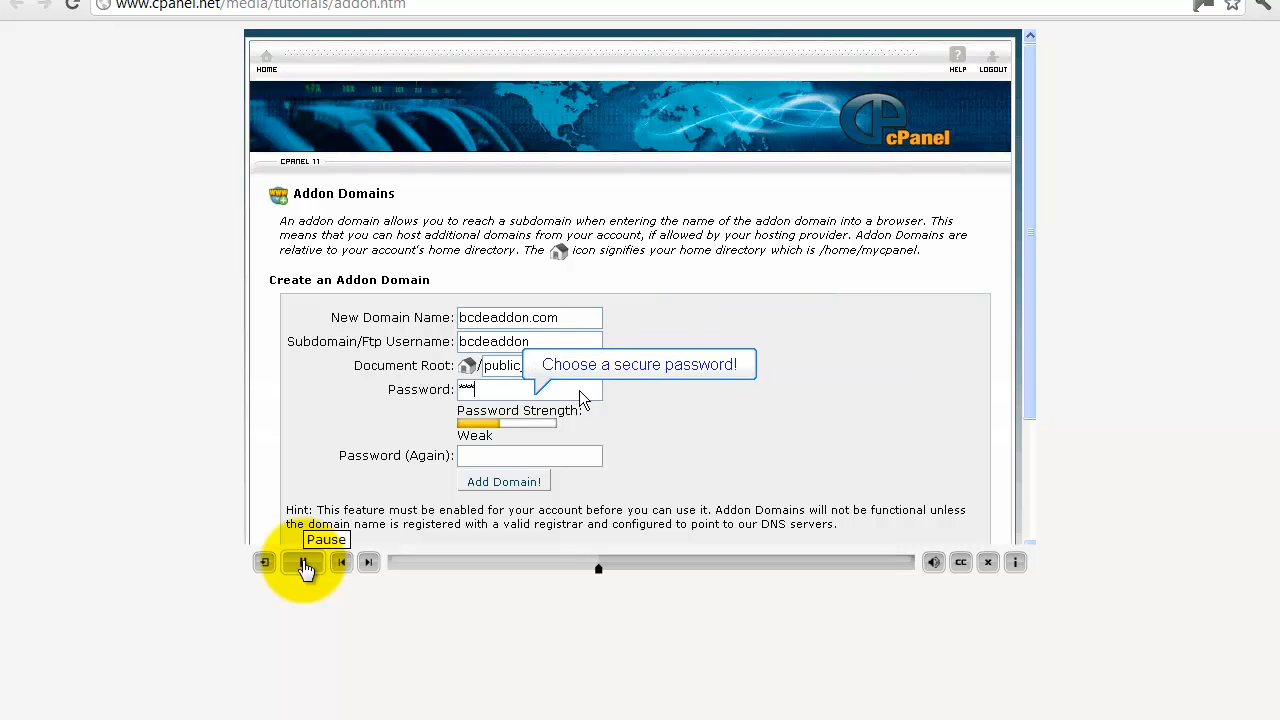 www.cpanel.net/media/tutorials/addon.htm
HOME
HELP
LOGOUT
cPanel
CPANEL 11
Addon Domains
An addon domain allows you to reach a subdomain when entering the name of the addon domain into a browser. This
means that you can host additional domains from your account, if allowed by your hosting provider. Addon Domains are
relative to your account's home directory. The icon signifies your home directory which is /home/mycpanel.
Create an Addon Domain
New Domain Name: bcdeaddon.com
Subdomain/Ftp Username: bcdeaddon
Document Root: / public_
Choose a secure password!
Password: ***
Password Strength:
Weak
Password (Again):
Add Domain!
Hint: This feature must be enabled for your account before you can use it. Addon Domains will not be functional unless
the domain name is registered with a valid registrar and configured to point to our DNS servers.
Pause
CC